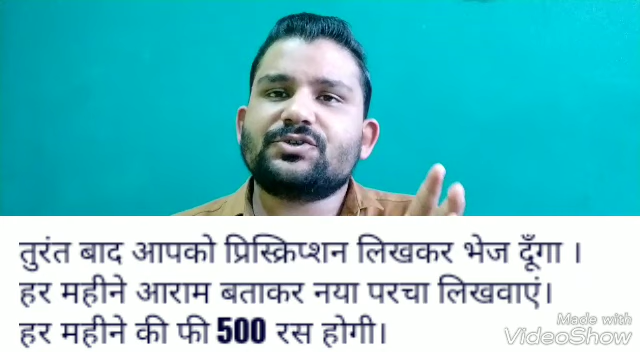 तुरंत बाद आपको प्रिस्क्रिप्शन लिखकर भेज दूँगा ।
हर महीने आराम बताकर नया परचा लिखवाएं।
हर महीने की फी 500 रस होगी।
Made with
VideoShow